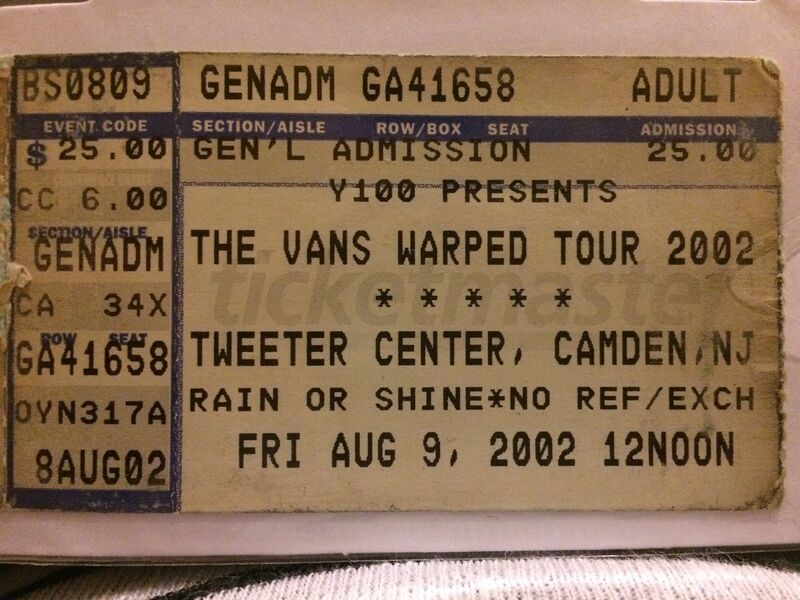 BS0809 GENADM GA41658 ADULT
EVENT CODE SECTION/AISLE ROW/BOX SEAT ADMISSION
$ 25.00 GEN'L ADMISSION 25.00
CC 6.00 Y100 PRESENTS
SECTION/AISLE
GENADM THE VANS WARPED TOUR 2002
ticketmaster
CA 34X * * * * *
ROW SEAT
GA41658 TWEETER CENTER, CAMDEN,NJ
OYN317A RAIN OR SHINE*NO REF/EXCH
8AUG02 FRI AUG 9, 2002 12NOON